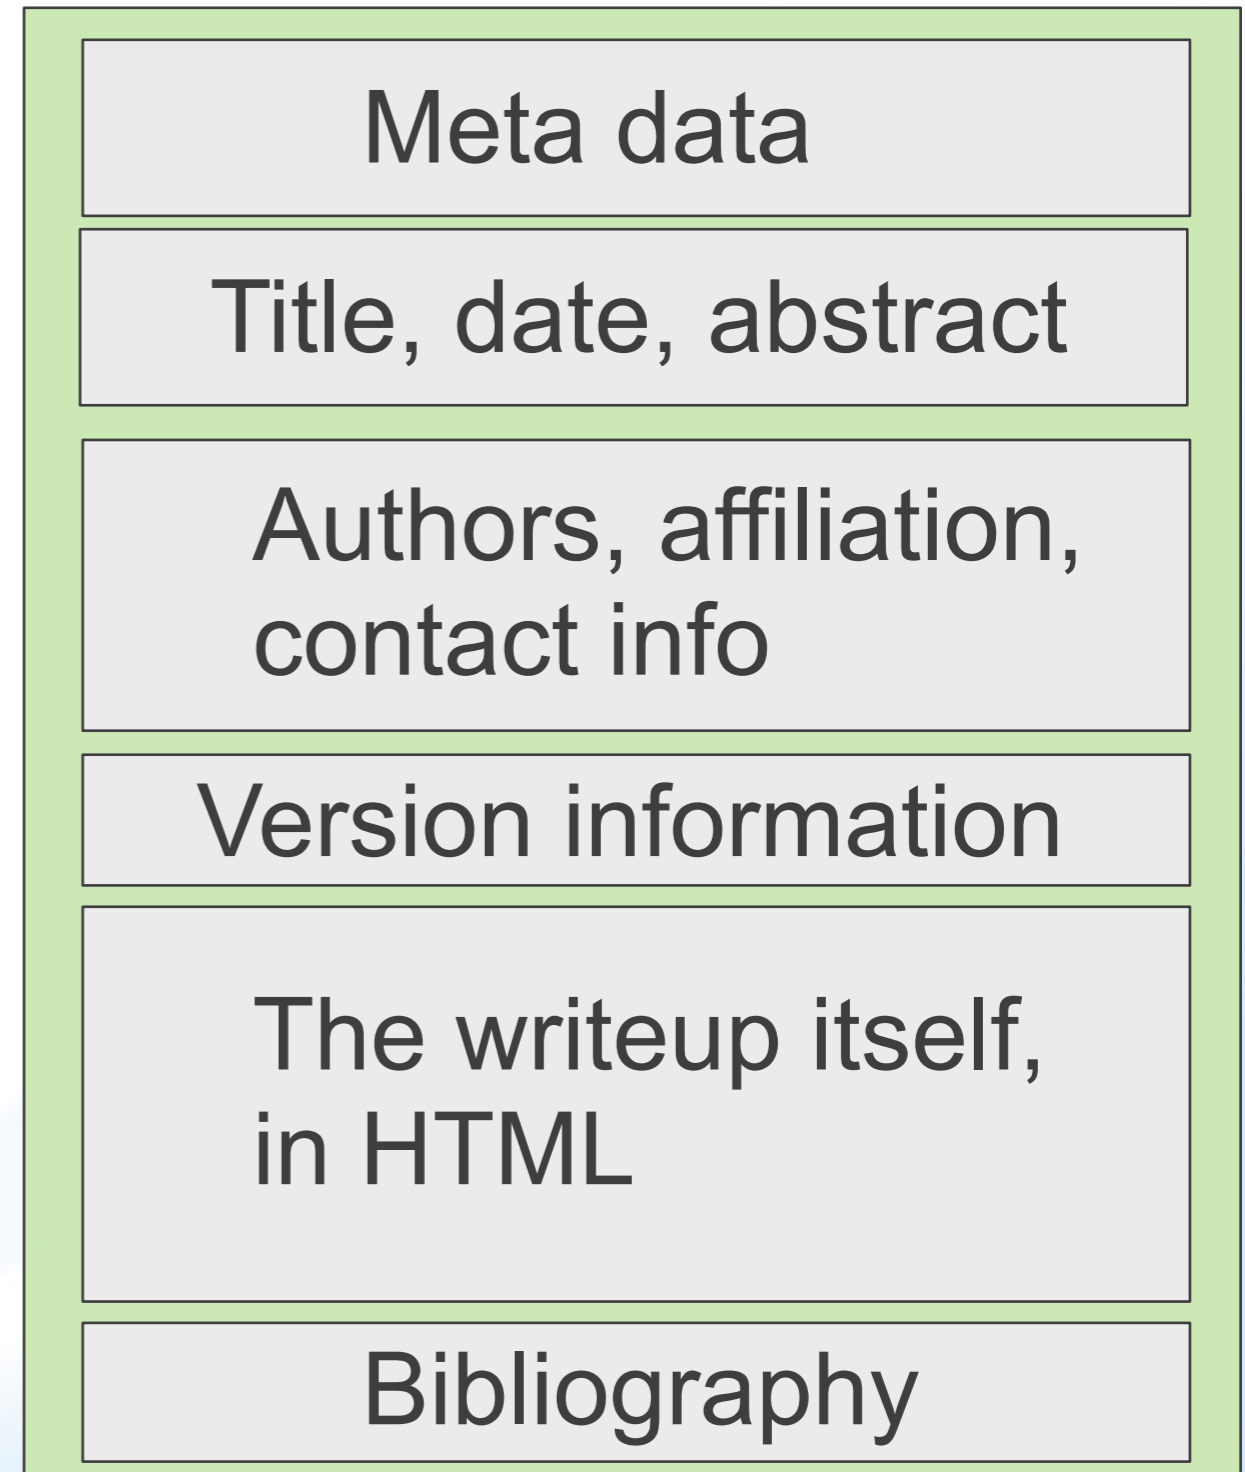 Meta data
Title, date, abstract
Authors, affiliation,
contact info
Version information
The writeup itself,
in HTML
Bibliography